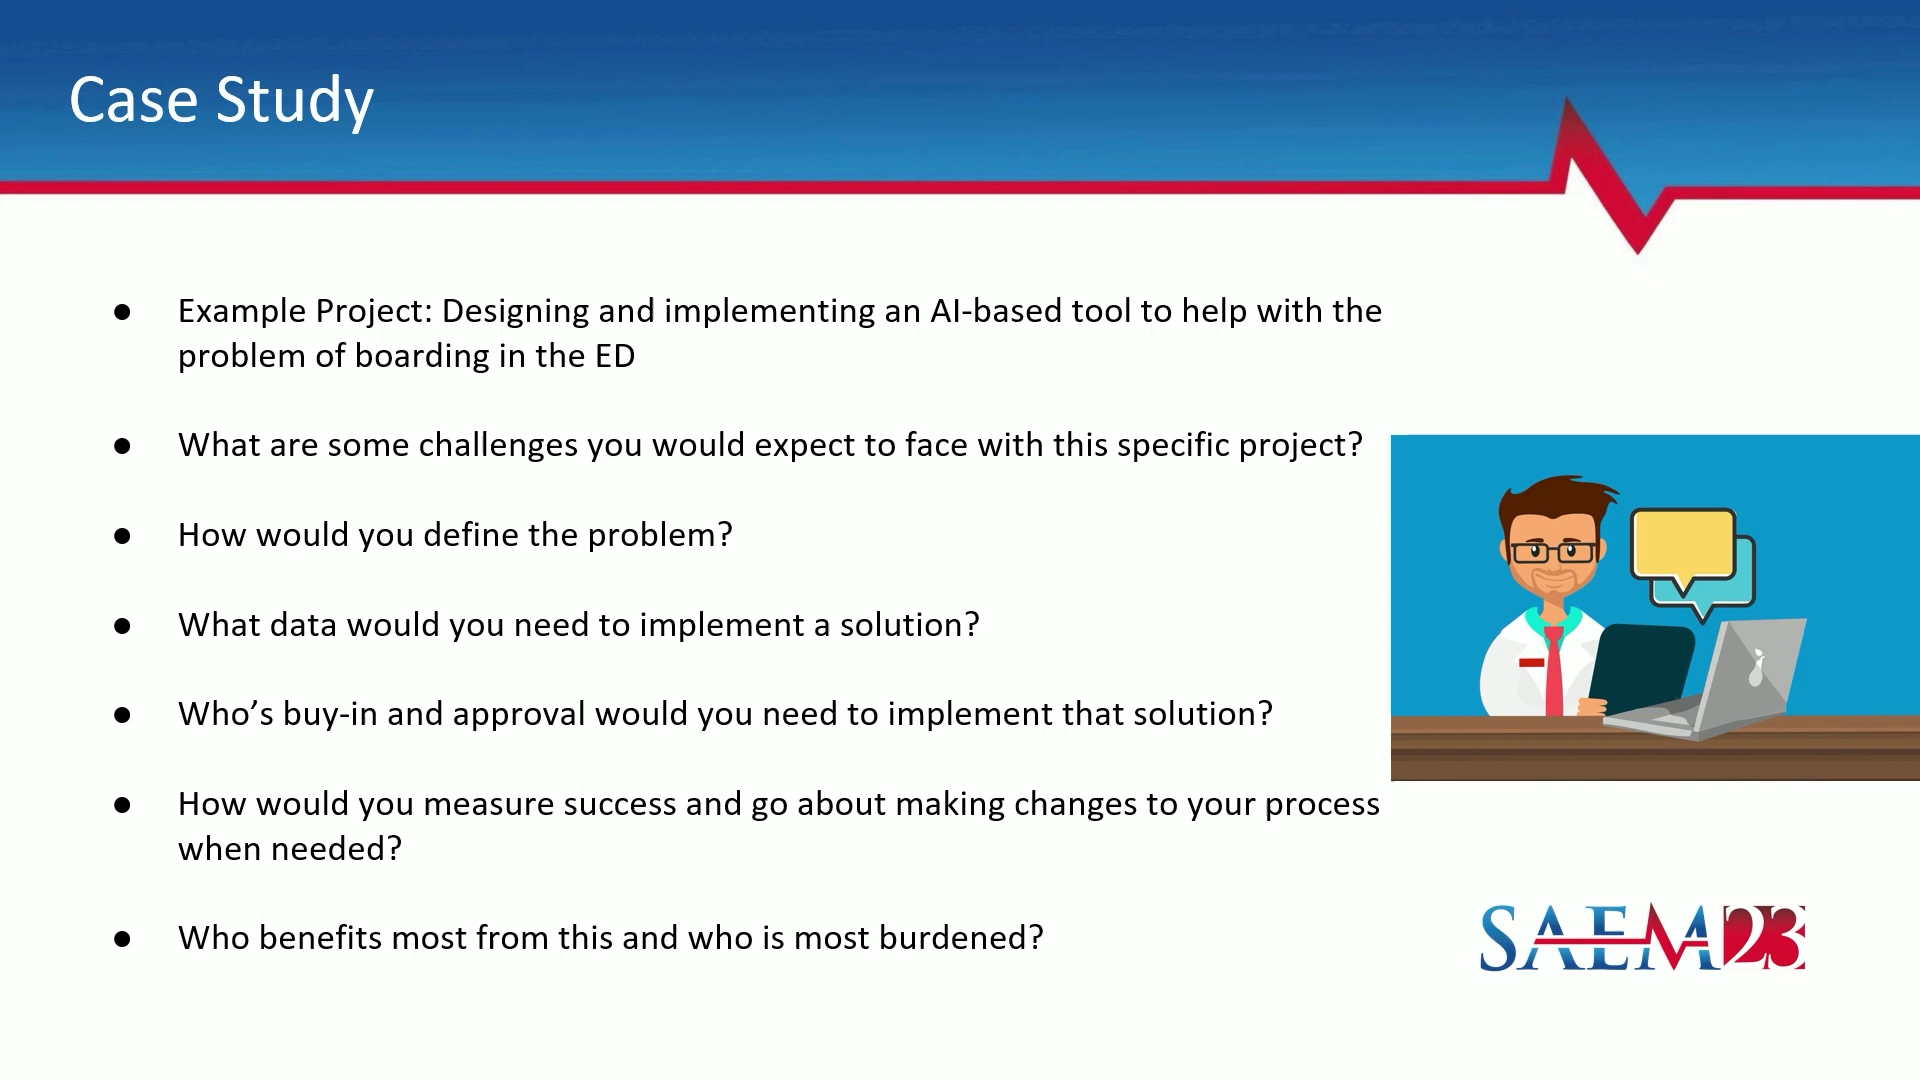 Case Study
● Example Project: Designing and implementing an AI-based tool to help with the
problem of boarding in the ED
● What are some challenges you would expect to face with this specific project?
● How would you define the problem?
● What data would you need to implement a solution?
● Who’s buy-in and approval would you need to implement that solution?
● How would you measure success and go about making changes to your process
when needed?
● Who benefits most from this and who is most burdened?
SAEM23